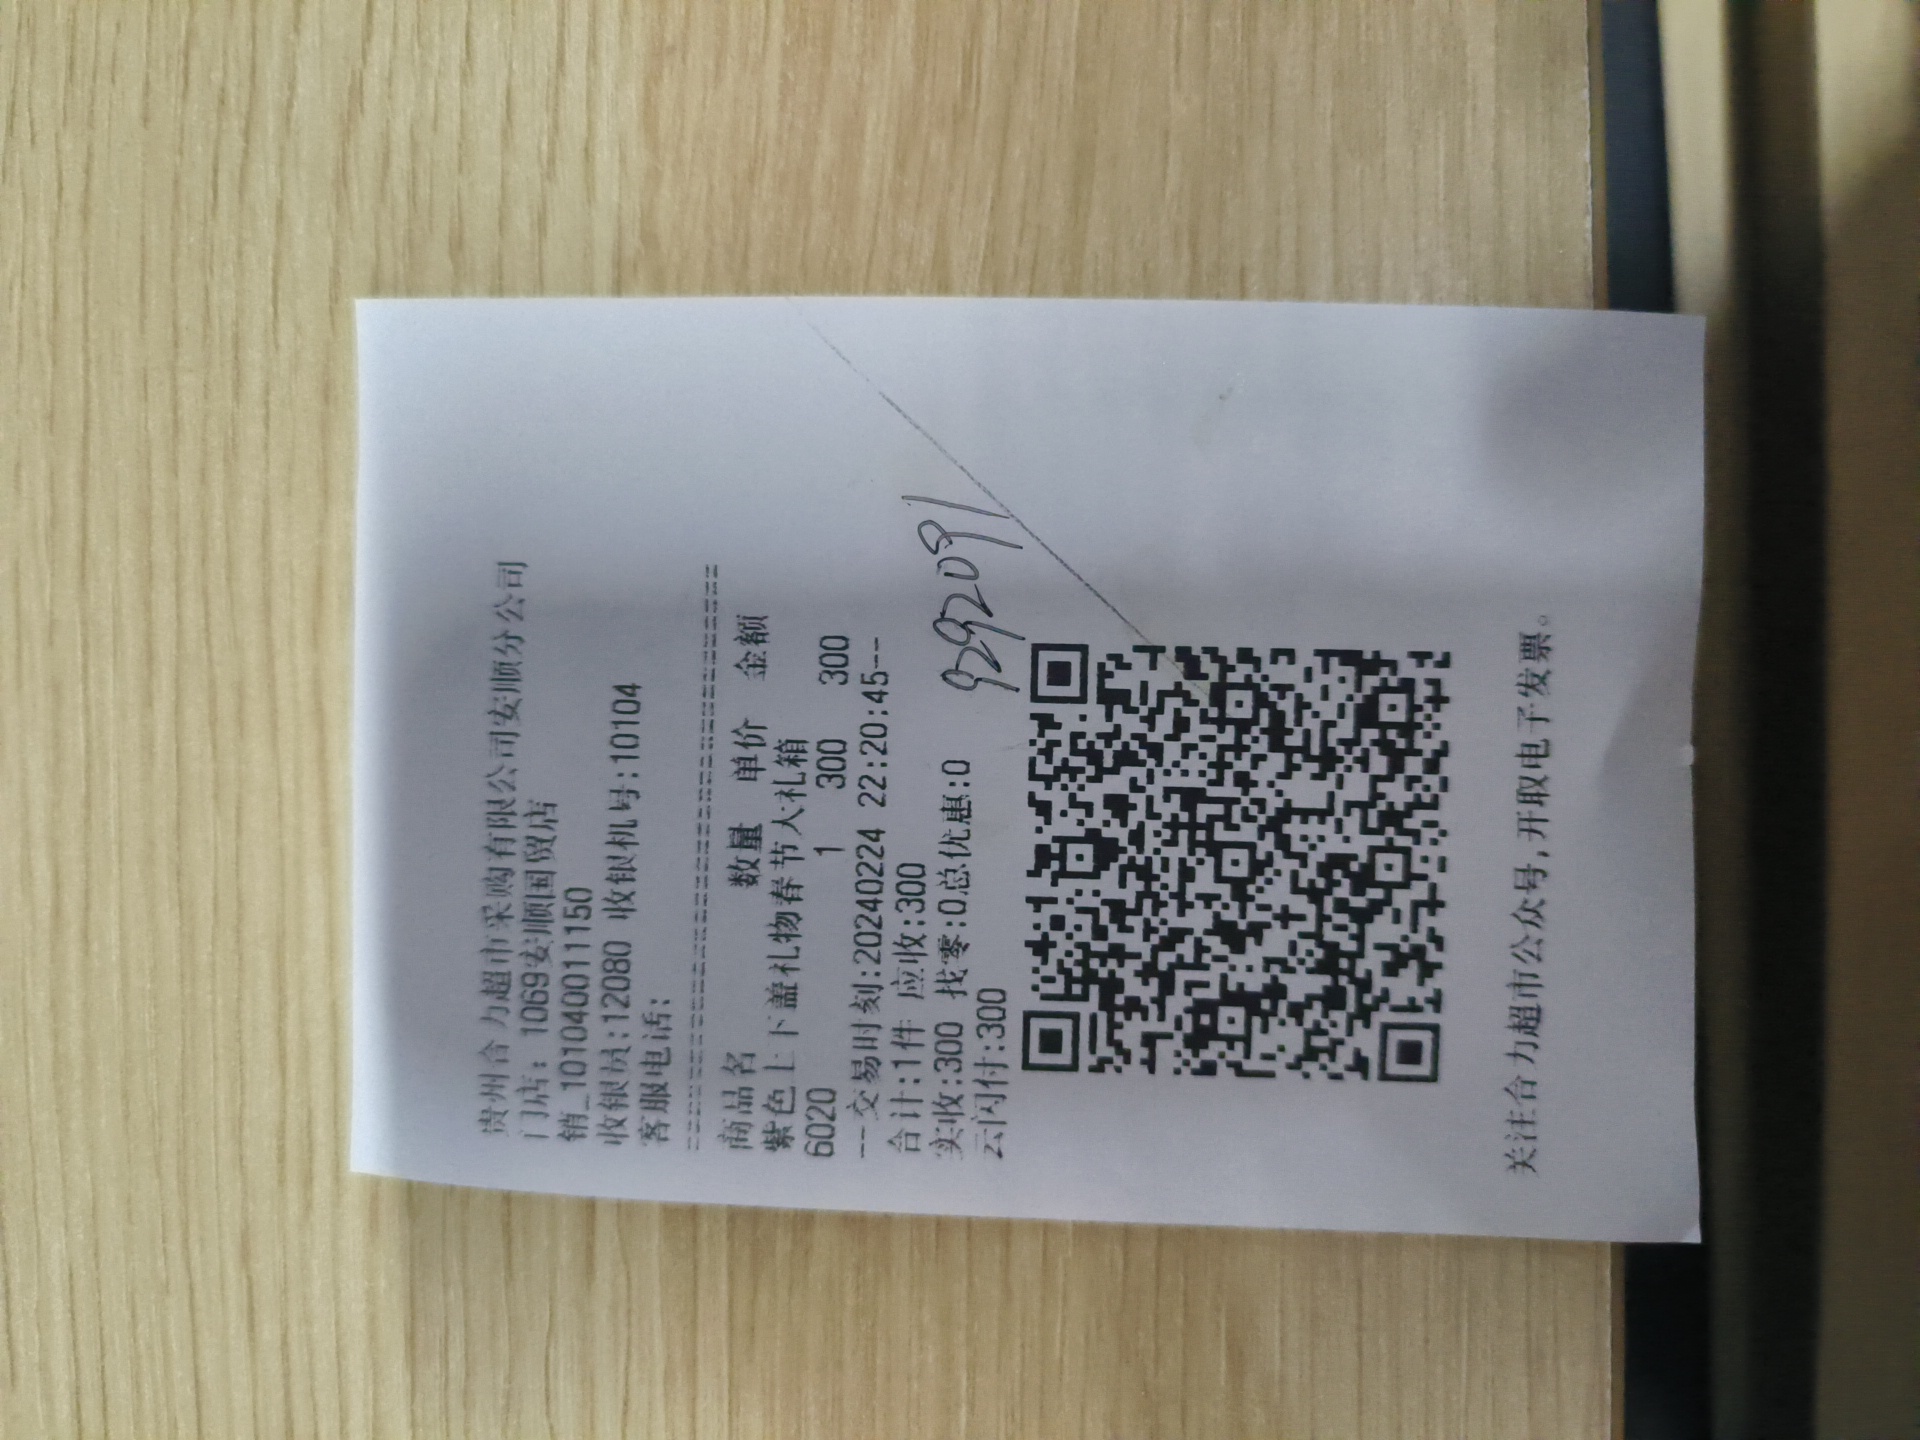 贵州合力超市采购有限公司安顺分公司
门店：1069安顺国贸店
销_1010400111150
收银员:12080 收银机号:10104
客服电话:
商品名 数量 单价 金额
紫色上下盖礼物春节大礼箱
6020 1 300 300
---交易时刻:20240224 22:20:45---
合计:1件 应收:300
实收:300 找零:0总优惠:0
云闪付:300
9292091
关注合力超市公众号,开取电子发票。